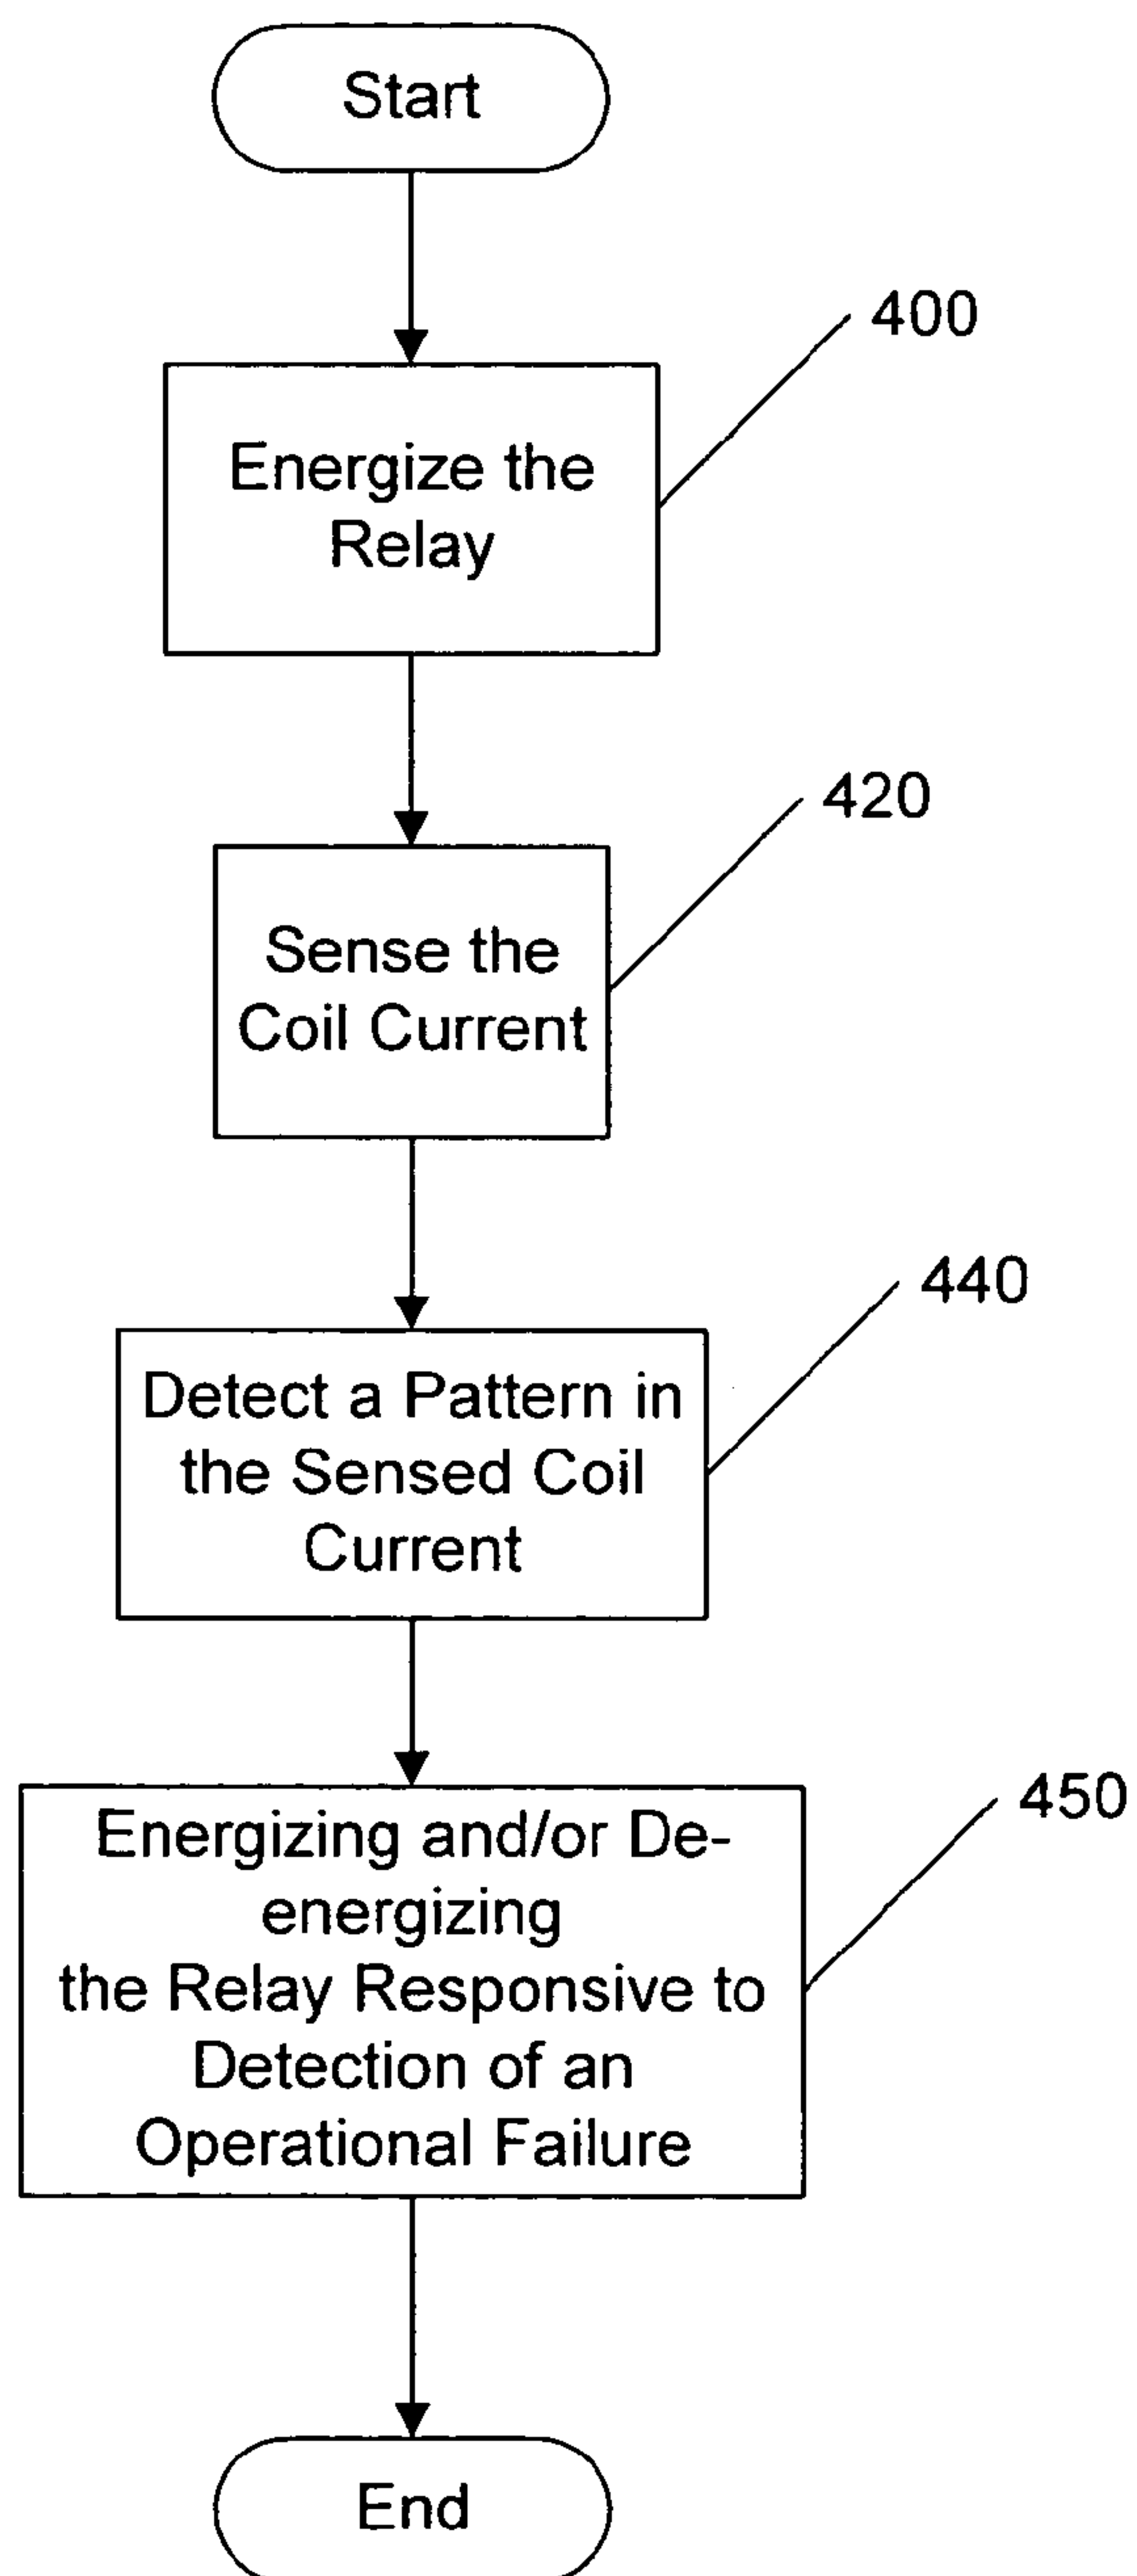 Start
400
Energize the
Relay
420
Sense the
Coil Current
440
Detect a Pattern in
the Sensed Coil
Current
450
Energizing and/or De-
energizing
the Relay Responsive to
Detection of an
Operational Failure
End